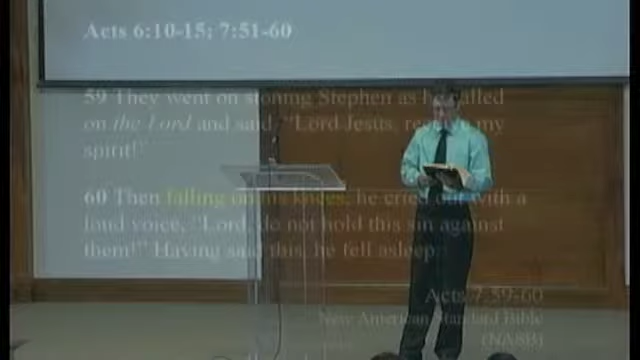 Acts 6:10-15; 7:51-60
59 They went on stoning Stephen as he called
on the Lord and said, "Lord Jesus, receive my
spirit!"
60 Then falling on his knees, he cried out with a
loud voice, "Lord, do not hold this sin against
them!" Having said this, he fell asleep.
Acts 7:59-60
New American Standard Bible
(NASB)